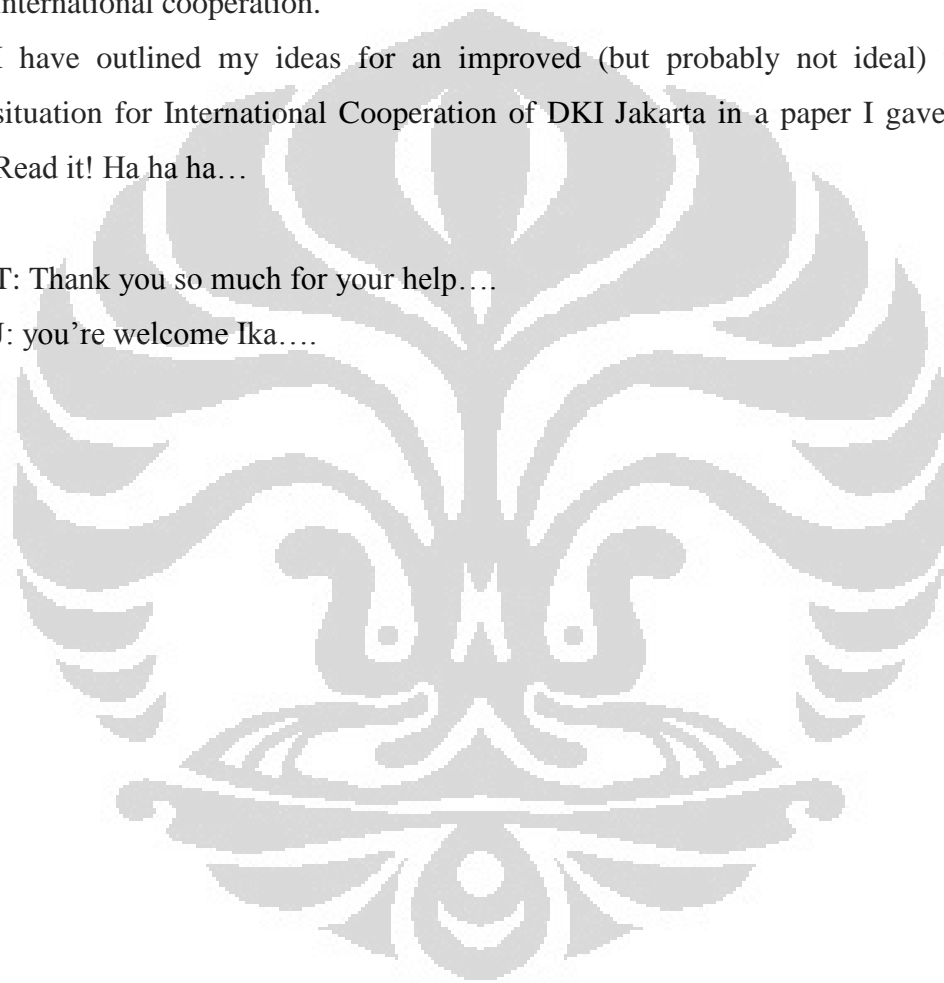 international cooperation.
I have outlined my ideas for an improved (but probably not ideal)
situation for International Cooperation of DKI Jakarta in a paper I gave
Read it! Ha ha ha…
T: Thank you so much for your help….
J: you’re welcome Ika….